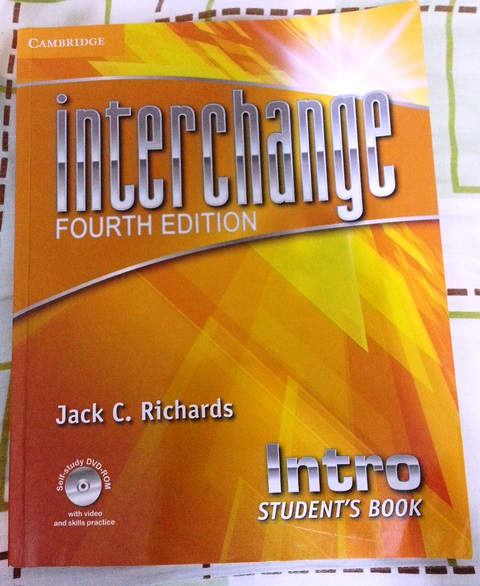 CAMBRIDGE
interchange
FOURTH EDITION
Jack C. Richards
Self-study DVD-ROM
with video
and skills practice
Intro
STUDENT'S BOOK